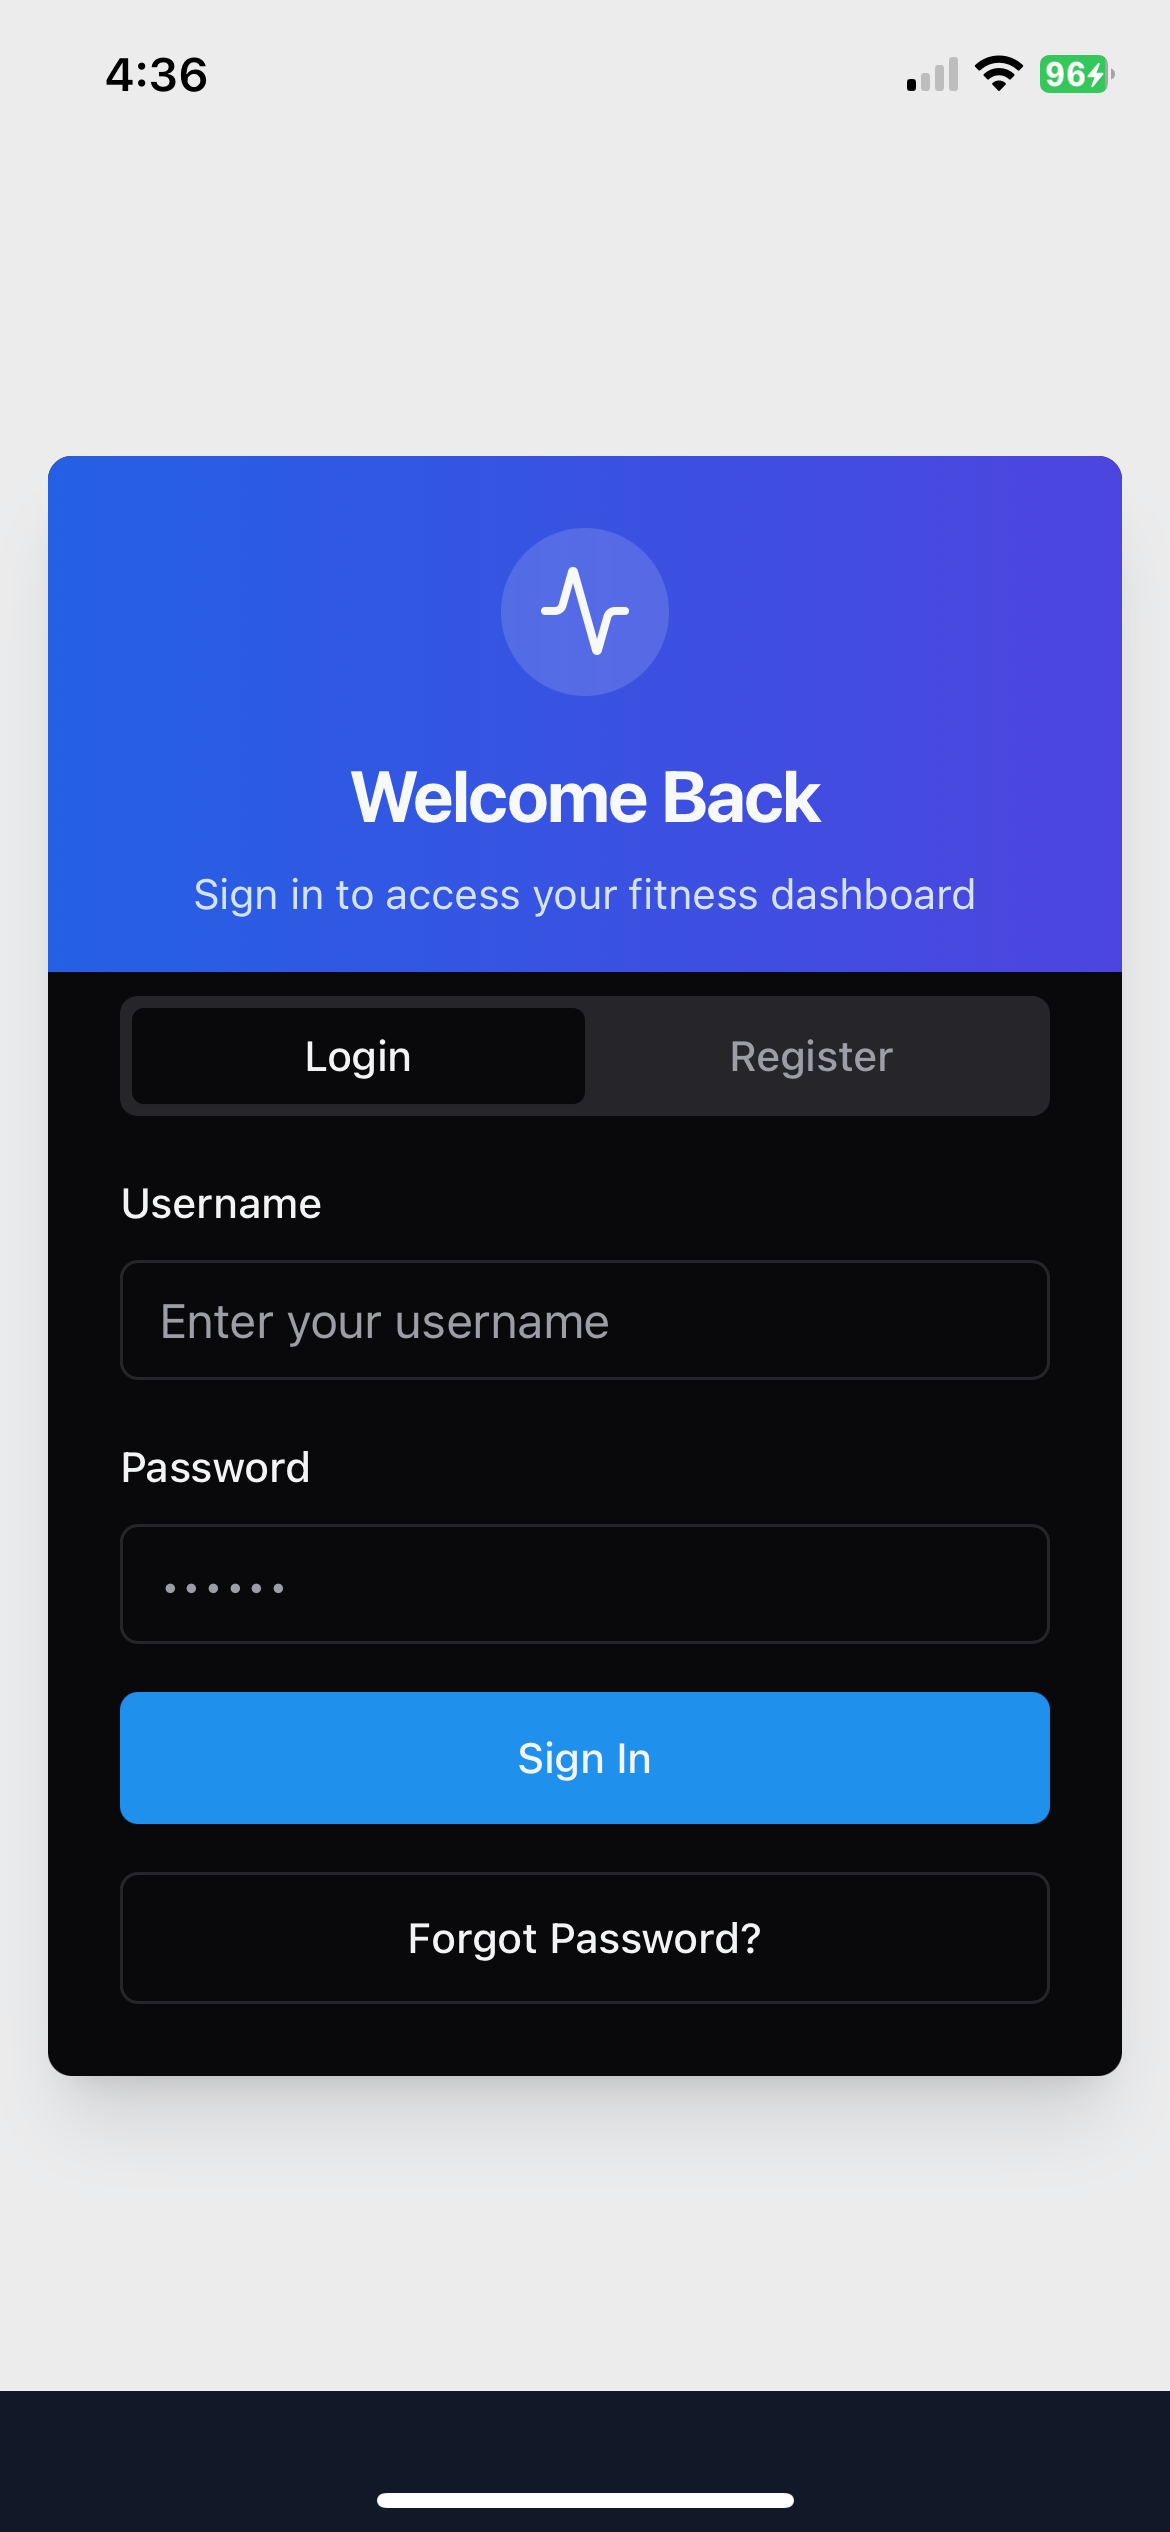 4:36
96
Welcome Back
Sign in to access your fitness dashboard
Login
Register
Username
Enter your username
Password
••••••
Sign In
Forgot Password?